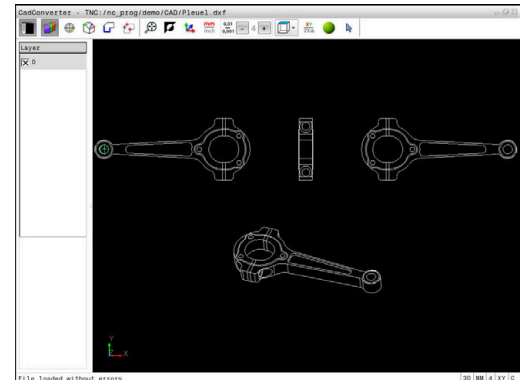 CadConverter - TNC:/nc_prog/demo/CAD/Pleuel.dxf
mm
inch
0,01
0,001
4
XY
Layer
0
Y
Z
X
File loaded without errors
3D MM 4 XY C